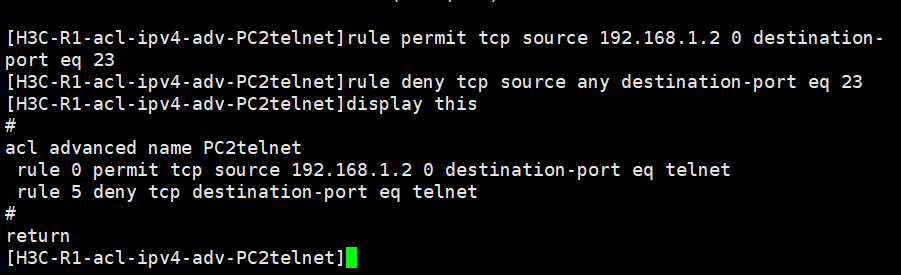 [H3C-R1-acl-ipv4-adv-PC2telnet]rule permit tcp source 192.168.1.2 0 destination-
port eq 23
[H3C-R1-acl-ipv4-adv-PC2telnet]rule deny tcp source any destination-port eq 23
[H3C-R1-acl-ipv4-adv-PC2telnet]display this
#
acl advanced name PC2telnet
 rule 0 permit tcp source 192.168.1.2 0 destination-port eq telnet
 rule 5 deny tcp destination-port eq telnet
#
return
[H3C-R1-acl-ipv4-adv-PC2telnet]